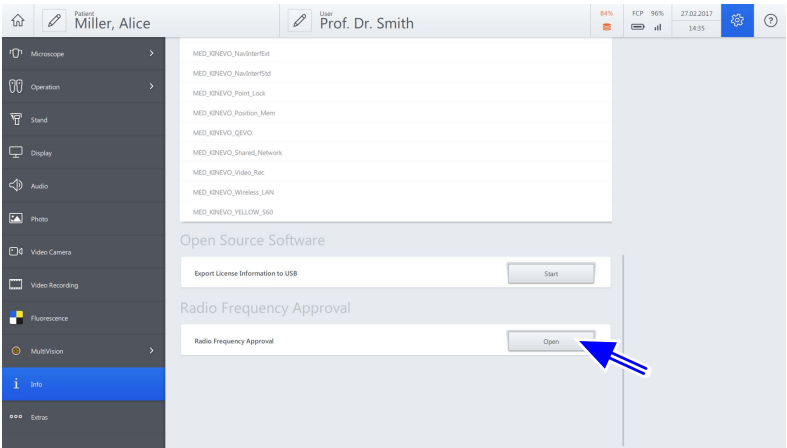 Patient
Miller, Alice
User
Prof. Dr. Smith
84%
FCP 96%
27.02.2017
14:35
?
Microscope
Operation
Stand
Display
Audio
Photo
Video Camera
Video Recording
Fluorescence
MultiVision
i Info
Extras
MED_KINEVO_NavInterfExt
MED_KINEVO_NavInterfStd
MED_KINEVO_Point_Lock
MED_KINEVO_Position_Mem
MED_KINEVO_QEVO
MED_KINEVO_Shared_Network
MED_KINEVO_Video_Rec
MED_KINEVO_Wireless_LAN
MED_KINEVO_YELLOW_560
Open Source Software
Export License Information to USB
Start
Radio Frequency Approval
Radio Frequency Approval
Open